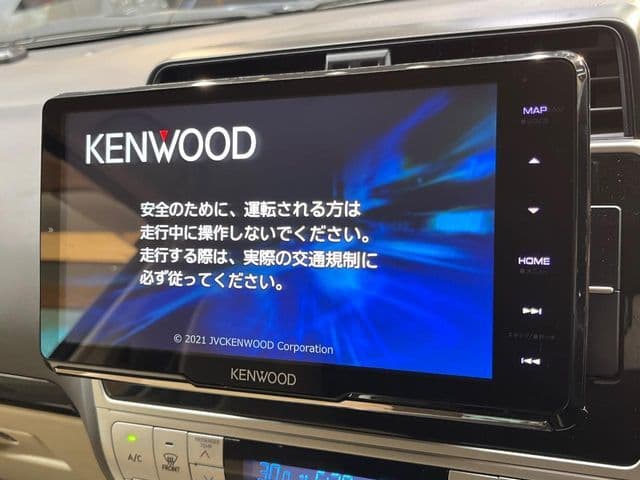 KENWOOD
安全のために、運転される方は
走行中に操作しないでください。
走行する際は、実際の交通規制に
必ず従ってください。
© 2021 JVCKENWOOD Corporation
KENWOOD
MAP
HOME
A/C
FRONT